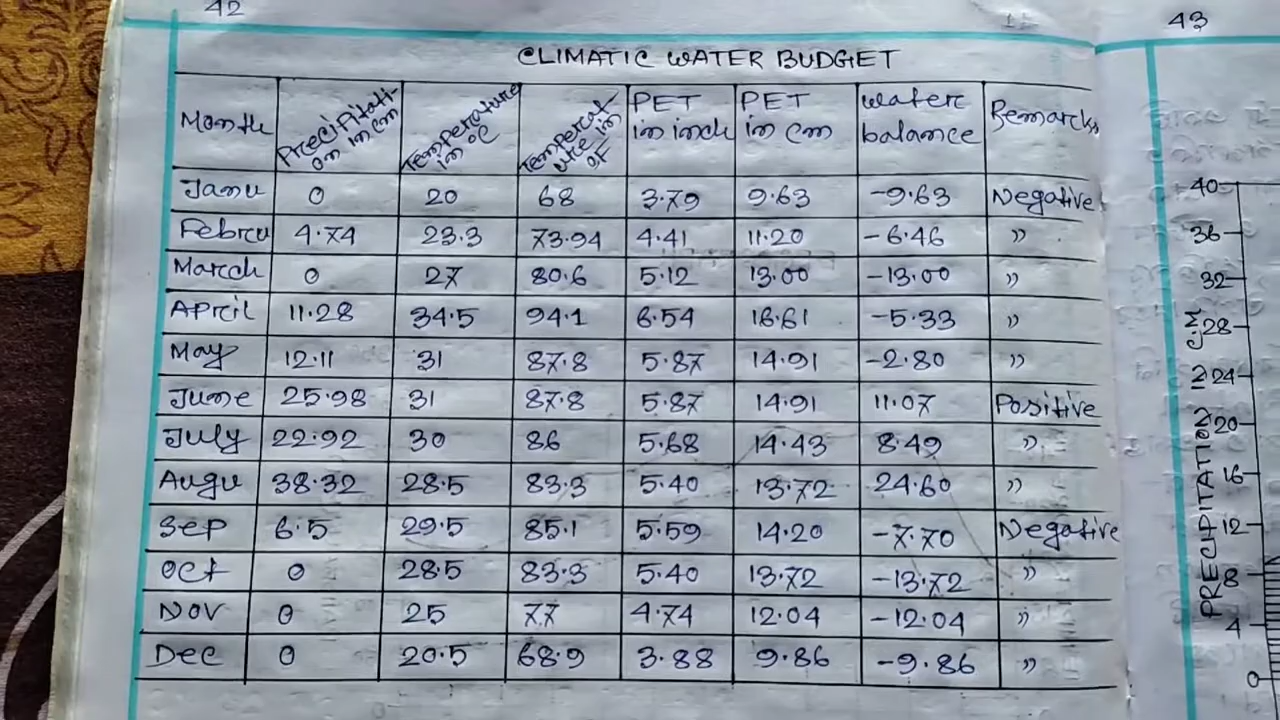 42
43
CLIMATIC WATER BUDGET
Month | Precipitati-on in cm | Temperature in °C | Temperature in °F | PET in inch | PET in cm | Water balance | Remarks
Janu | 0 | 20 | 68 | 3.79 | 9.63 | -9.63 | Negative
Febru | 4.74 | 23.3 | 73.94 | 4.41 | 11.20 | -6.46 | "
March | 0 | 27 | 80.6 | 5.12 | 13.00 | -13.00 | "
April | 11.28 | 34.5 | 94.1 | 6.54 | 16.61 | -5.33 | "
May | 12.11 | 31 | 87.8 | 5.87 | 14.91 | -2.80 | "
June | 25.98 | 31 | 87.8 | 5.87 | 14.91 | 11.07 | Positive
July | 22.92 | 30 | 86 | 5.68 | 14.43 | 8.49 | "
Augu | 38.32 | 28.5 | 83.3 | 5.40 | 13.72 | 24.60 | "
Sep | 6.5 | 29.5 | 85.1 | 5.59 | 14.20 | -7.70 | Negative
Oct | 0 | 28.5 | 83.3 | 5.40 | 13.72 | -13.72 | "
Nov | 0 | 25 | 77 | 4.74 | 12.04 | -12.04 | "
Dec | 0 | 20.5 | 68.9 | 3.88 | 9.86 | -9.86 | "
PRECIPITATION IN C.M
40
36
32
28
24
20
16
12
8
4
0